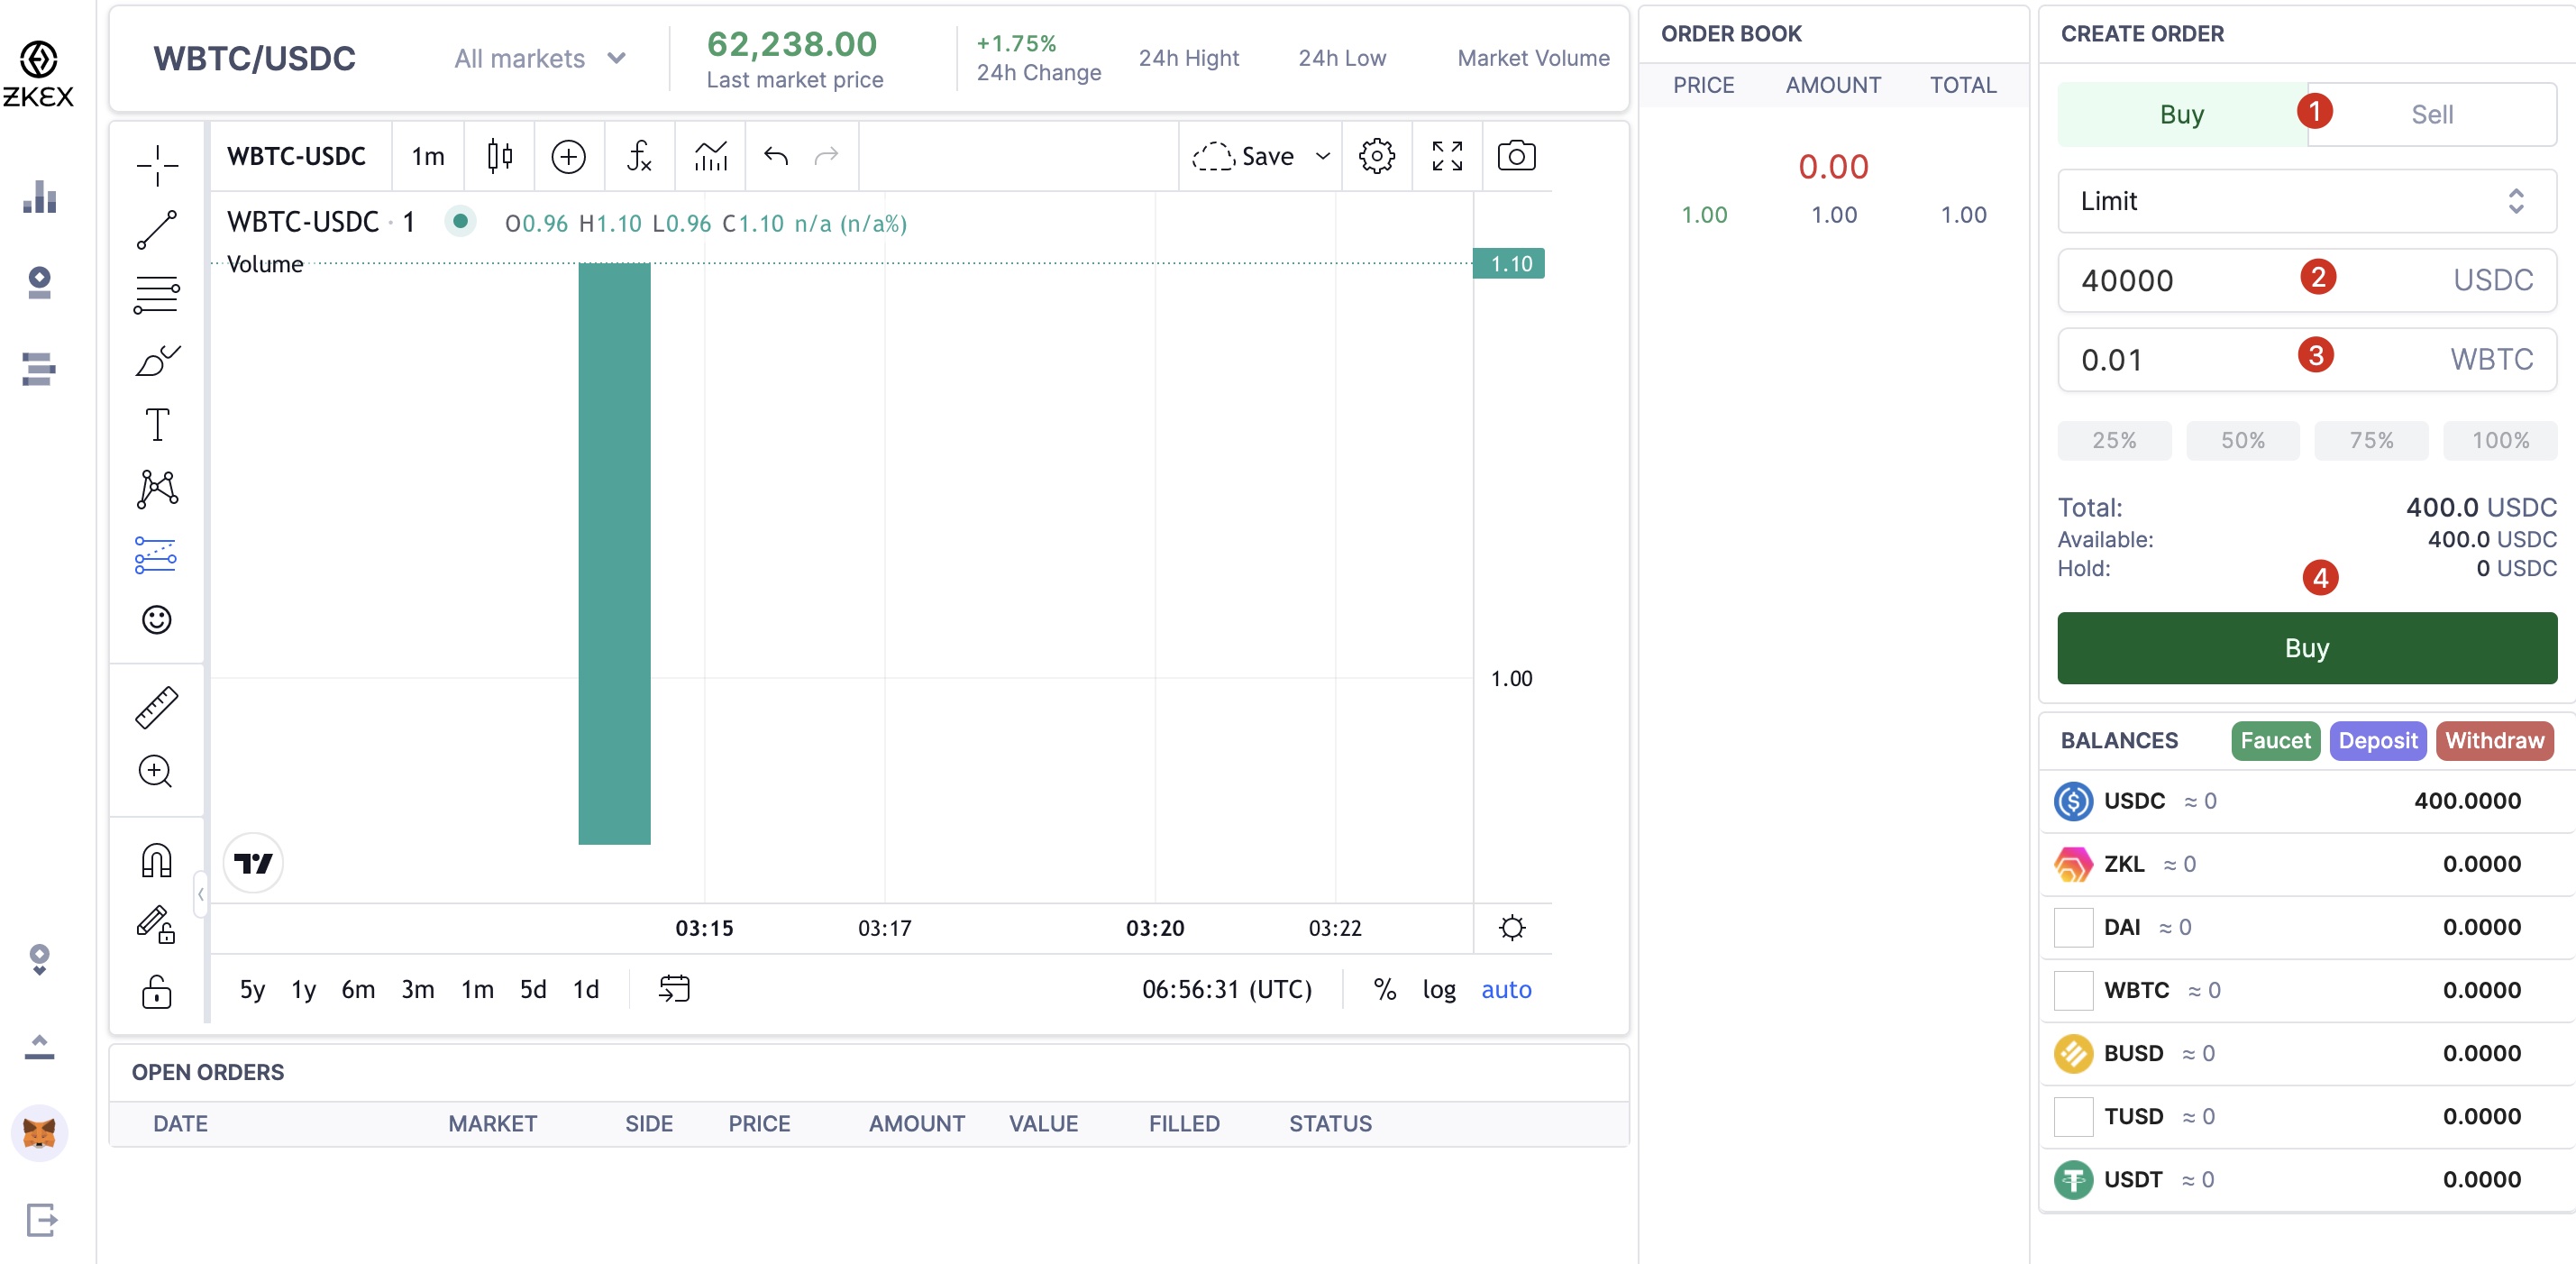 ZKEX
WBTC/USDC
All markets
62,238.00
Last market price
+1.75%
24h Change
24h Hight
24h Low
Market Volume
WBTC-USDC
1m
Save
WBTC-USDC · 1
O0.96 H1.10 L0.96 C1.10 n/a (n/a%)
Volume
1.10
1.00
03:15 03:17 03:20 03:22
5y 1y 6m 3m 1m 5d 1d
06:56:31 (UTC)
% log auto
OPEN ORDERS
DATE MARKET SIDE PRICE AMOUNT VALUE FILLED STATUS
ORDER BOOK
PRICE AMOUNT TOTAL
0.00
1.00 1.00 1.00
CREATE ORDER
Buy 1 Sell
Limit
40000 2 USDC
0.01 3 WBTC
25% 50% 75% 100%
Total: 400.0 USDC
Available: 400.0 USDC
Hold: 0 USDC
4
Buy
BALANCES Faucet Deposit Withdraw
USDC ≈ 0 400.0000
ZKL ≈ 0 0.0000
DAI ≈ 0 0.0000
WBTC ≈ 0 0.0000
BUSD ≈ 0 0.0000
TUSD ≈ 0 0.0000
USDT ≈ 0 0.0000